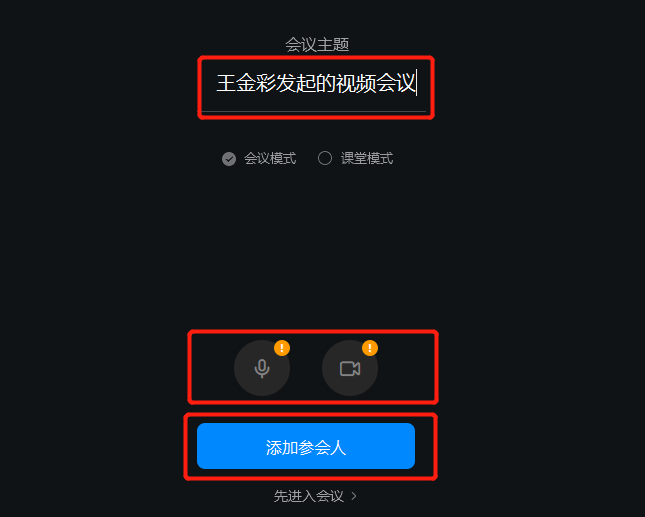 会议主题
王金彩发起的视频会议
会议模式 课堂模式
! !
添加参会人
先进入会议 >